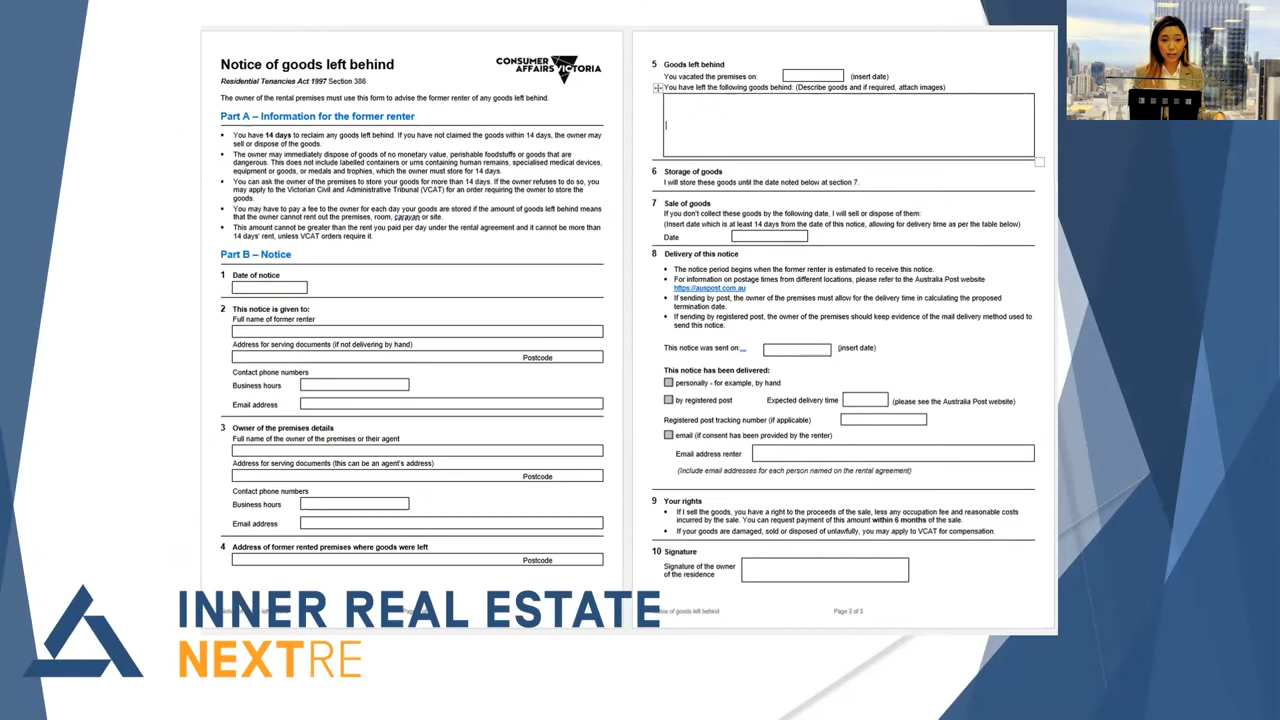 Notice of goods left behind
CONSUMER
AFFAIRS VICTORIA
Residential Tenancies Act 1997 Section 386
The owner of the rental premises must use this form to advise the former renter of any goods left behind.
Part A – Information for the former renter
• You have 14 days to reclaim any goods left behind. If you have not claimed the goods within 14 days, the owner may
sell or dispose of the goods.
• The owner may immediately dispose of goods of no monetary value, perishable foodstuffs or goods that are
dangerous. This does not include labelled containers or urns containing human remains, specialised medical devices,
equipment or goods, or medals and trophies, which the owner must store for 14 days.
• You can ask the owner of the premises to store your goods for more than 14 days. If the owner refuses to do so, you
may apply to the Victorian Civil and Administrative Tribunal (VCAT) for an order requiring the owner to store the
goods.
• You may have to pay a fee to the owner for each day your goods are stored if the amount of goods left behind means
that the owner cannot rent out the premises, room, caravan or site.
• This amount cannot be greater than the rent you paid per day under the rental agreement and it cannot be more than
14 days' rent, unless VCAT orders require it.
Part B – Notice
1 Date of notice
2 This notice is given to:
Full name of former renter
Address for serving documents (if not delivering by hand)
Postcode
Contact phone numbers
Business hours
Email address
3 Owner of the premises details
Full name of the owner of the premises or their agent
Address for serving documents (this can be an agent's address)
Postcode
Contact phone numbers
Business hours
Email address
4 Address of former rented premises where goods were left
Postcode
5 Goods left behind
You vacated the premises on: (insert date)
You have left the following goods behind: (Describe goods and if required, attach images)
6 Storage of goods
I will store these goods until the date noted below at section 7.
7 Sale of goods
If you don't collect these goods by the following date, I will sell or dispose of them:
(Insert date which is at least 14 days from the date of this notice, allowing for delivery time as per the table below)
Date
8 Delivery of this notice
• The notice period begins when the former renter is estimated to receive this notice.
• For information on postage times from different locations, please refer to the Australia Post website
https://auspost.com.au
• If sending by post, the owner of the premises must allow for the delivery time in calculating the proposed
termination date.
• If sending by registered post, the owner of the premises should keep evidence of the mail delivery method used to
send this notice.
This notice was sent on: (insert date)
This notice has been delivered:
personally - for example, by hand
by registered post Expected delivery time (please see the Australia Post website)
Registered post tracking number (if applicable)
email (if consent has been provided by the renter)
Email address renter
(Include email addresses for each person named on the rental agreement)
9 Your rights
• If I sell the goods, you have a right to the proceeds of the sale, less any occupation fee and reasonable costs
incurred by the sale. You can request payment of this amount within 6 months of the sale.
• If your goods are damaged, sold or disposed of unlawfully, you may apply to VCAT for compensation.
10 Signature
Signature of the owner
of the residence
of goods left behind
Page 2 of 3
INNER REAL ESTATE
NEXTRE